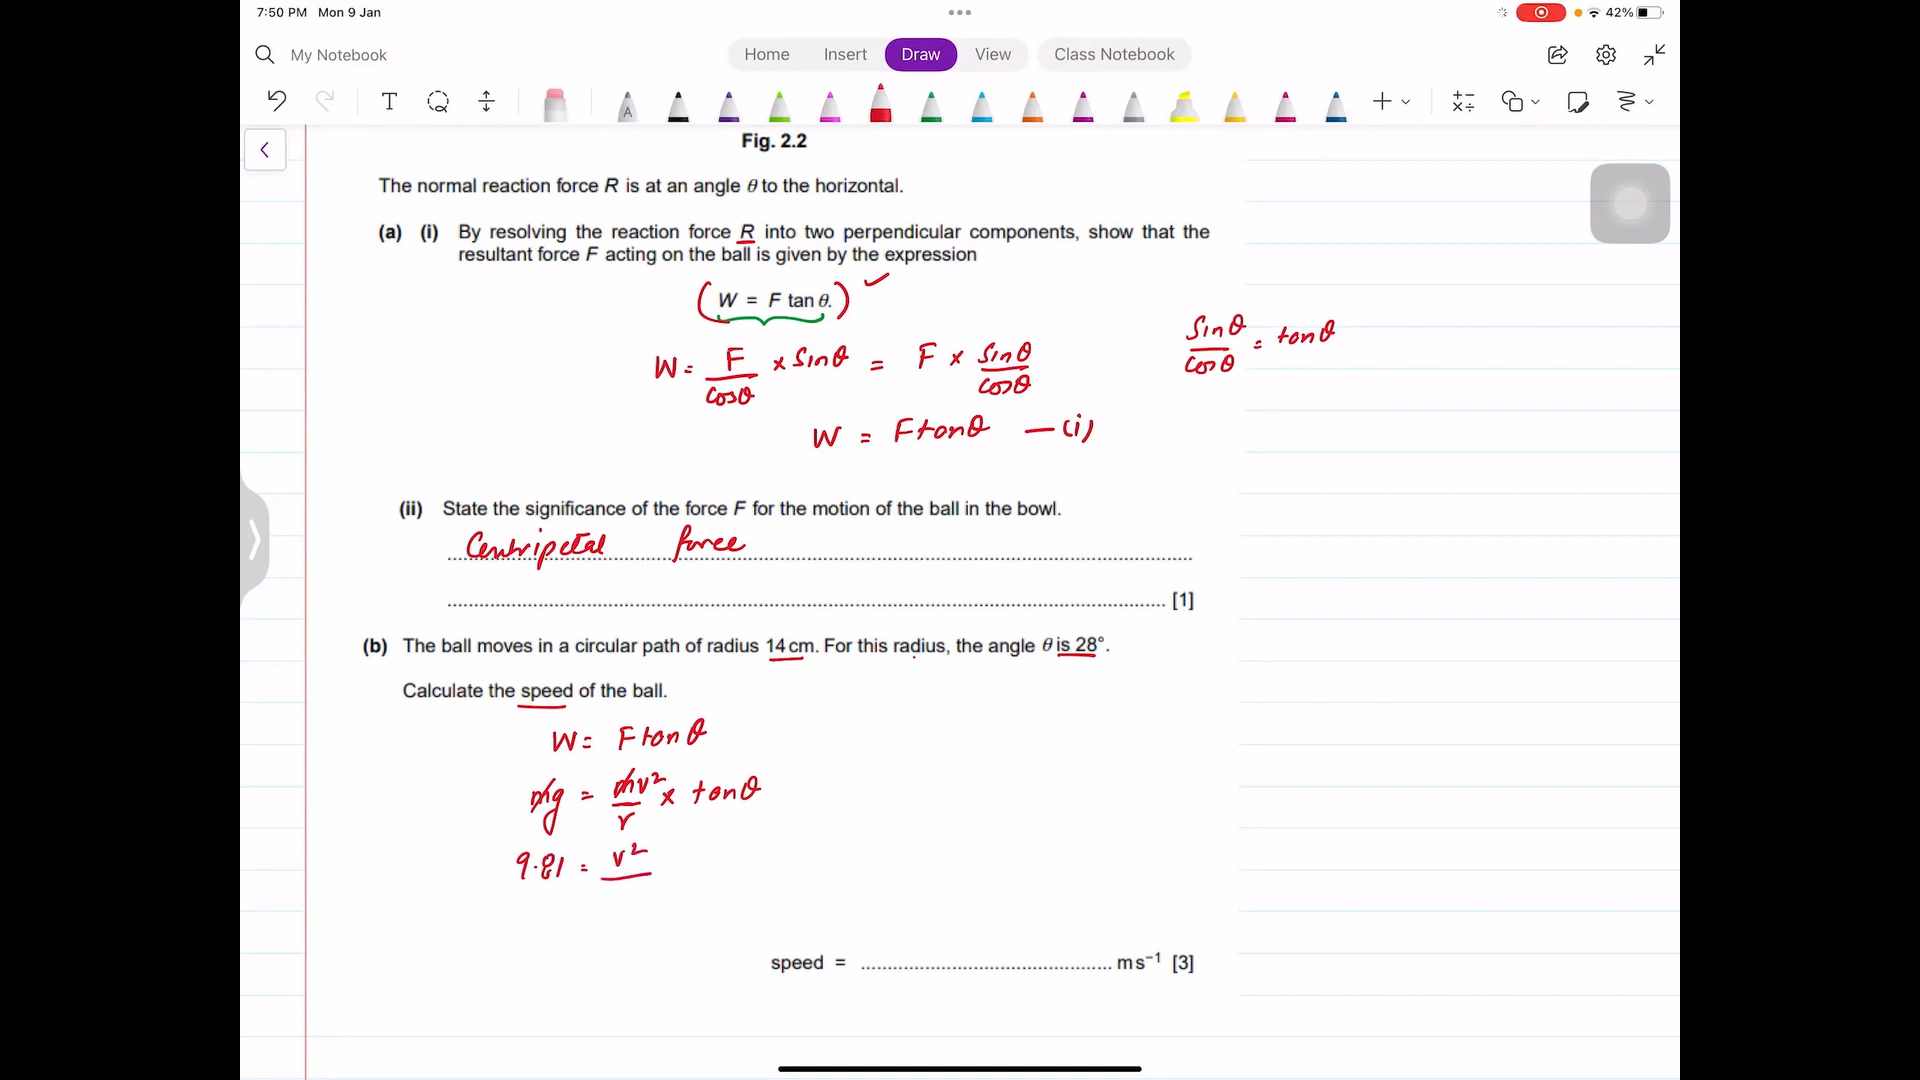 7:50 PM Mon 9 Jan
42%
My Notebook
Home Insert Draw View Class Notebook
T
A
Fig. 2.2
The normal reaction force R is at an angle θ to the horizontal.
(a) (i) By resolving the reaction force R into two perpendicular components, show that the
resultant force F acting on the ball is given by the expression
(W = F tan θ.) ✓
W = F/cosθ × sinθ = F × sinθ/cosθ
sinθ/cosθ = tanθ
W = F tanθ — (i)
(ii) State the significance of the force F for the motion of the ball in the bowl.
Centripetal force
[1]
(b) The ball moves in a circular path of radius 14 cm. For this radius, the angle θ is 28°.
Calculate the speed of the ball.
W = F tanθ
mg = mv²/r × tanθ
9.81 = v²
speed = ............................................... m s⁻¹ [3]